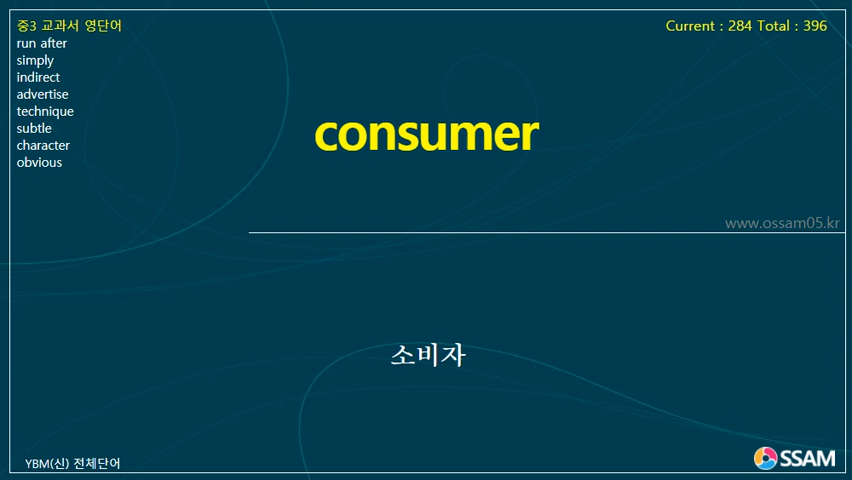 중3 교과서 영단어
Current : 284 Total : 396
run after
simply
indirect
advertise
technique
subtle
character
obvious
consumer
www.ossam05.kr
소비자
YBM(신) 전체단어
OSSAM